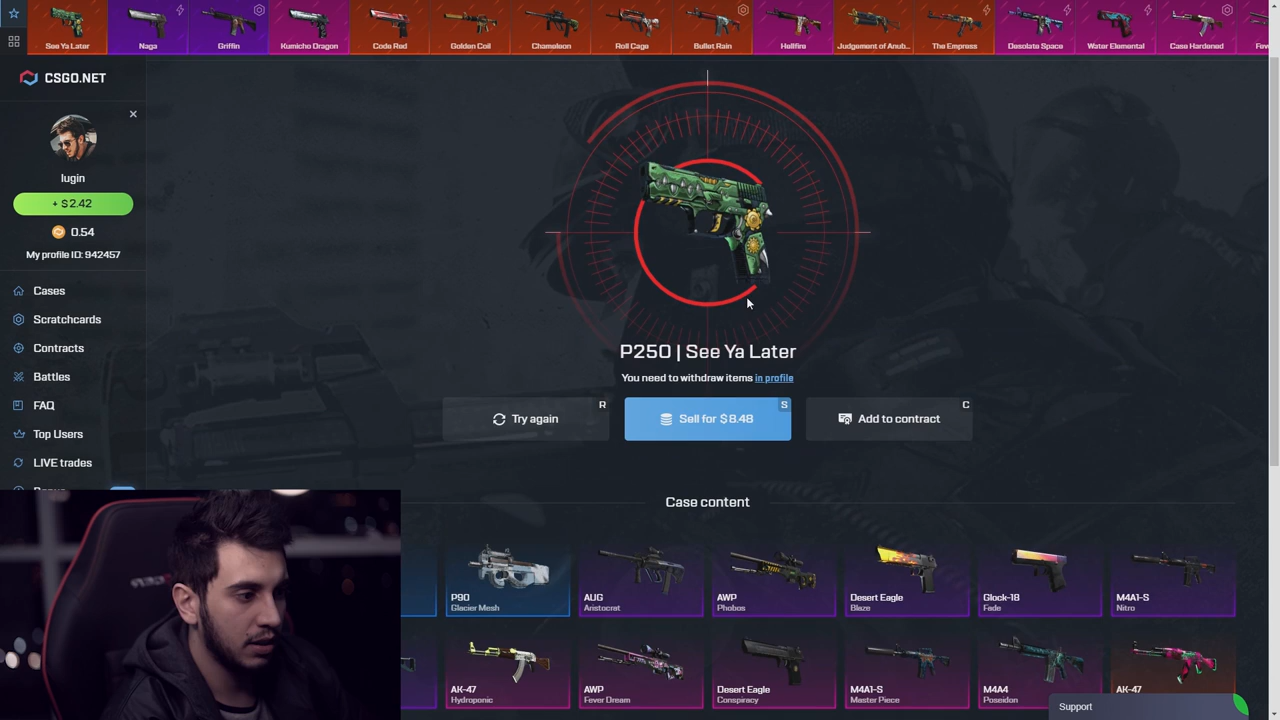 See Ya Later
Naga
Griffin
Kumicho Dragon
Code Red
Golden Coil
Chameleon
Roll Cage
Bullet Rain
Hellfire
Judgement of Anub...
The Empress
Desolate Space
Water Elemental
Case Hardened
CSGO.NET
lugin
+ $2.42
0.54
My profile ID: 942457
Cases
Scratchcards
Contracts
Battles
FAQ
Top Users
LIVE trades
P250 | See Ya Later
You need to withdraw items in profile
Try again
R
Sell for $8.48
S
Add to contract
C
Case content
P90
Glacier Mesh
AUG
Aristocrat
AWP
Phobos
Desert Eagle
Blaze
Glock-18
Fade
M4A1-S
Nitro
AK-47
Hydroponic
AWP
Fever Dream
Desert Eagle
Conspiracy
M4A1-S
Master Piece
M4A4
Poseidon
AK-47
Support